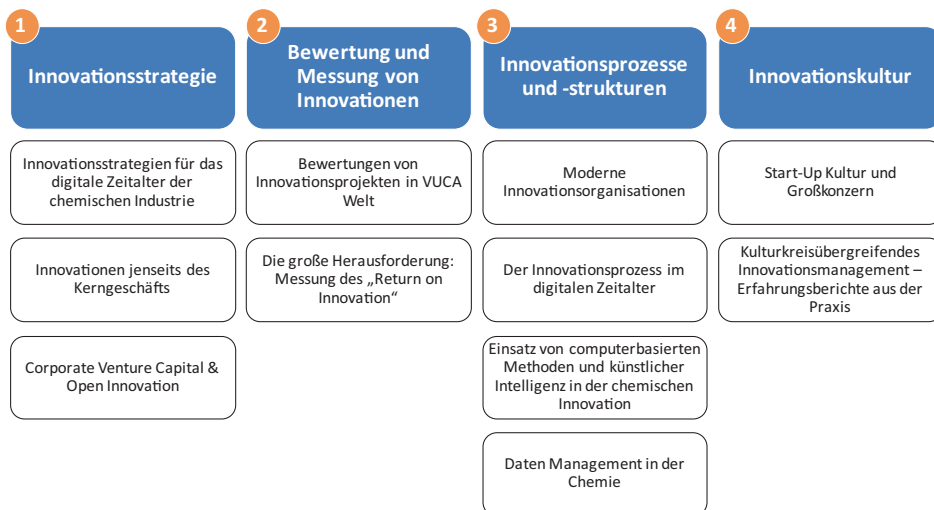 1
Innovationsstrategie
Innovationsstrategien für das
digitale Zeitalter der
chemischen Industrie
Innovationen jenseits des
Kerngeschäfts
Corporate Venture Capital &
Open Innovation
2
Bewertung und
Messung von
Innovationen
Bewertungen von
Innovationsprojekten in VUCA
Welt
Die große Herausforderung:
Messung des „Return on
Innovation“
3
Innovationsprozesse
und -strukturen
Moderne
Innovationsorganisationen
Der Innovationsprozess im
digitalen Zeitalter
Einsatz von computerbasierten
Methoden und künstlicher
Intelligenz in der chemischen
Innovation
Daten Management in der
Chemie
4
Innovationskultur
Start-Up Kultur und
Großkonzern
Kulturkreisübergreifendes
Innovationsmanagement –
Erfahrungsberichte aus der
Praxis